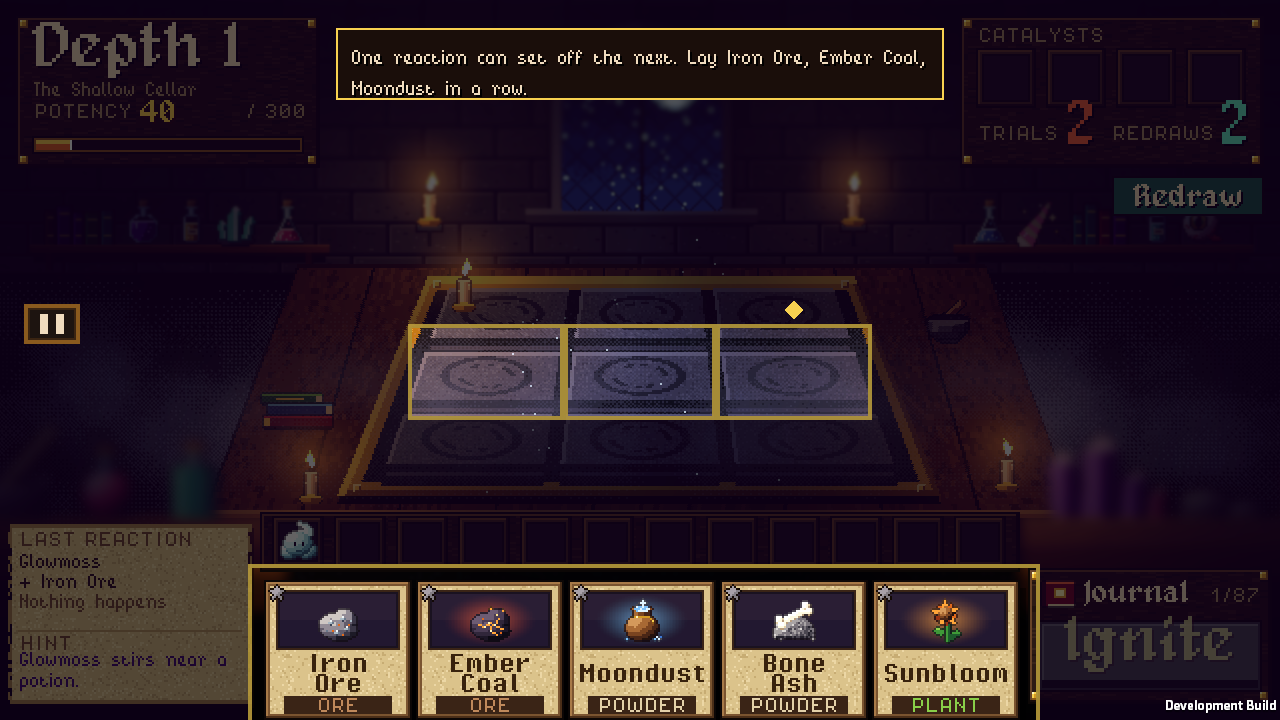 Depth 1
The Shallow Cellar
POTENCY 40 / 300
One reaction can set off the next. Lay Iron Ore, Ember Coal,
Moondust in a row.
CATALYSTS
TRIALS 2 REDRAWS 2
Redraw
LAST REACTION
Glowmoss
+ Iron Ore
Nothing happens
HINT
Glowmoss stirs near a
potion.
Iron
Ore
ORE
Ember
Coal
ORE
Moondust
POWDER
Bone
Ash
POWDER
Sunbloom
PLANT
Journal 1/87
Ignite
Development Build